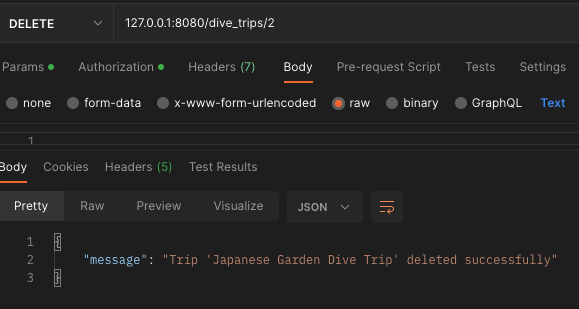 DELETE 127.0.0.1:8080/dive_trips/2
Params Authorization Headers (7) Body Pre-request Script Tests Settings
none form-data x-www-form-urlencoded raw binary GraphQL Text
1
Body Cookies Headers (5) Test Results
Pretty Raw Preview Visualize JSON
1 {
2 "message": "Trip 'Japanese Garden Dive Trip' deleted successfully"
3 }